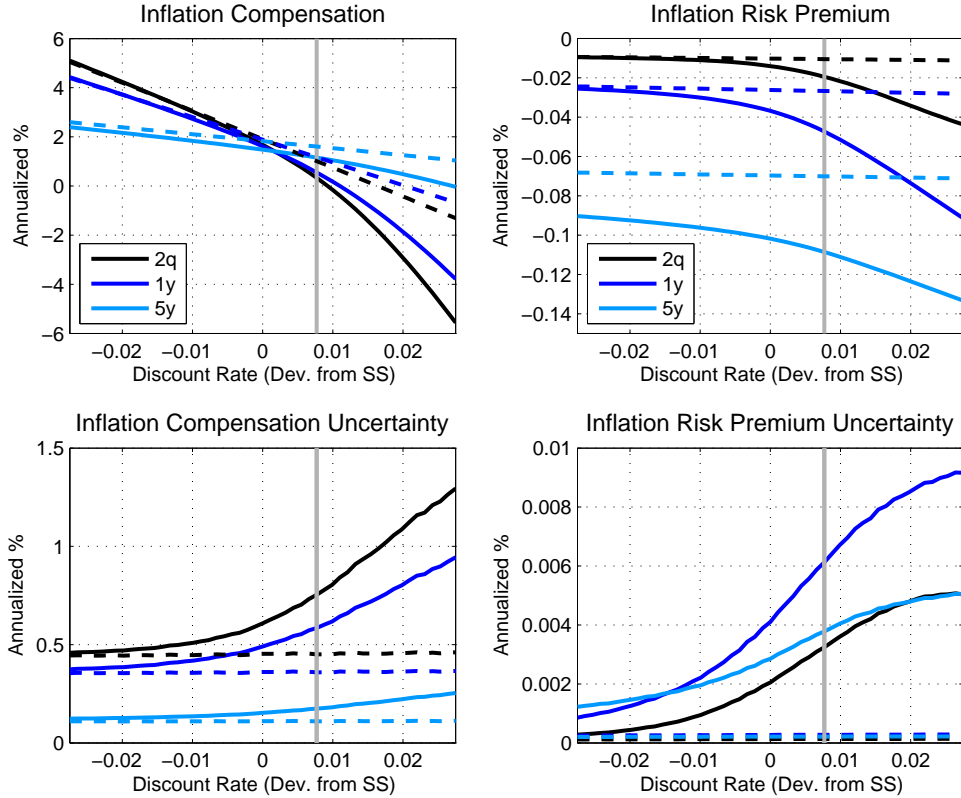 Inflation Compensation
6
4
2
0
−2
−4
−6
Annualized %
2q
1y
5y
−0.02
−0.01
0
0.01
0.02
Discount Rate (Dev. from SS)
Inflation Risk Premium
0
−0.02
−0.04
−0.06
−0.08
−0.1
−0.12
−0.14
Annualized %
2q
1y
5y
−0.02
−0.01
0
0.01
0.02
Discount Rate (Dev. from SS)
Inflation Compensation Uncertainty
1.5
1
0.5
0
Annualized %
−0.02
−0.01
0
0.01
0.02
Discount Rate (Dev. from SS)
Inflation Risk Premium Uncertainty
0.01
0.008
0.006
0.004
0.002
0
Annualized %
−0.02
−0.01
0
0.01
0.02
Discount Rate (Dev. from SS)